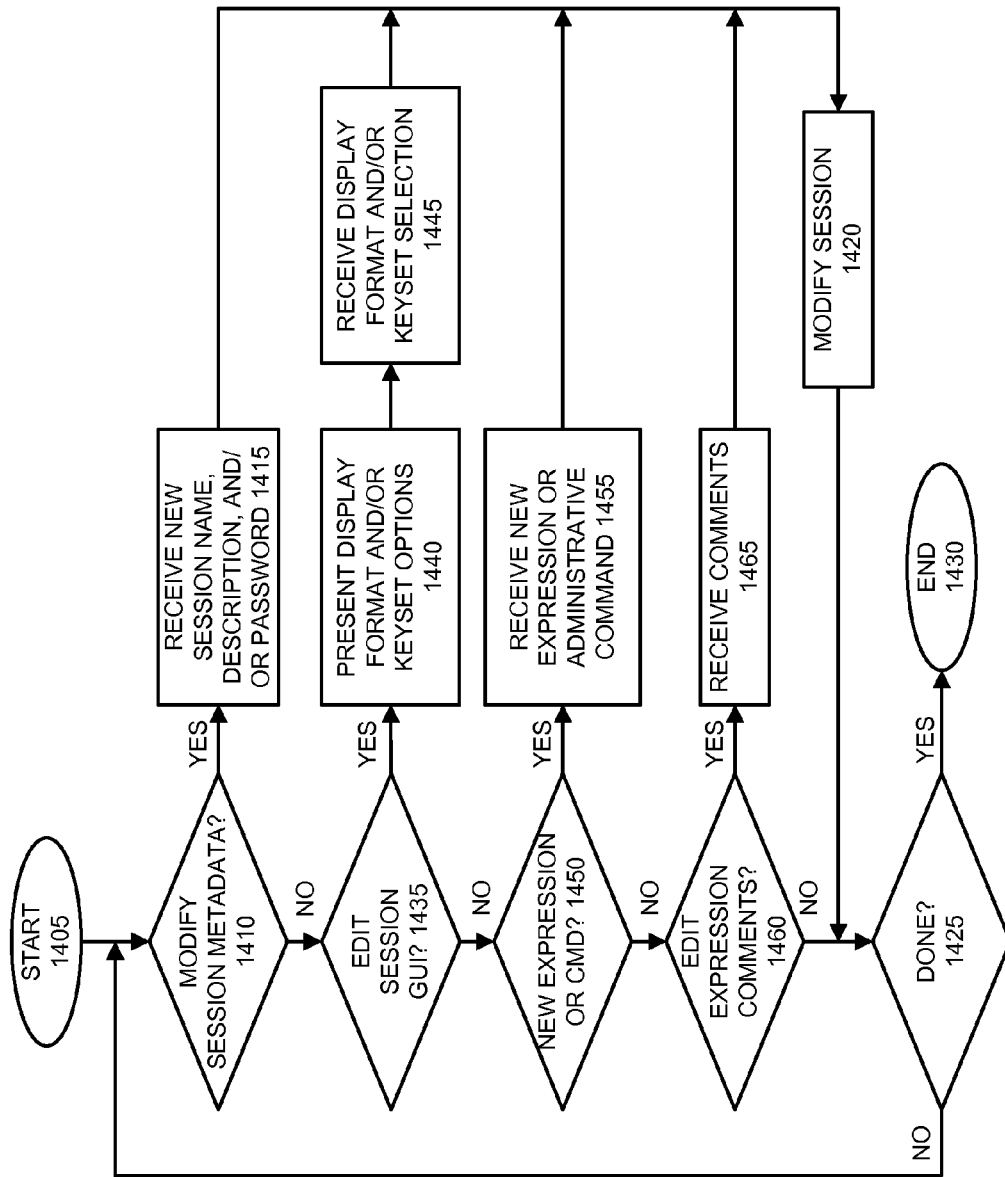 START
1405
MODIFY
SESSION METADATA?
1410
YES
RECEIVE NEW
SESSION NAME,
DESCRIPTION, AND/
OR PASSWORD 1415
NO
EDIT
SESSION
GUI? 1435
YES
PRESENT DISPLAY
FORMAT AND/OR
KEYSET OPTIONS
1440
RECEIVE DISPLAY
FORMAT AND/OR
KEYSET SELECTION
1445
NO
NEW EXPRESSION
OR CMD? 1450
RECEIVE NEW
EXPRESSION OR
ADMINISTRATIVE
COMMAND 1455
YES
NO
EDIT
EXPRESSION
COMMENTS?
1460
YES
RECEIVE COMMENTS
1465
NO
MODIFY SESSION
1420
DONE?
1425
YES
END
1430
NO